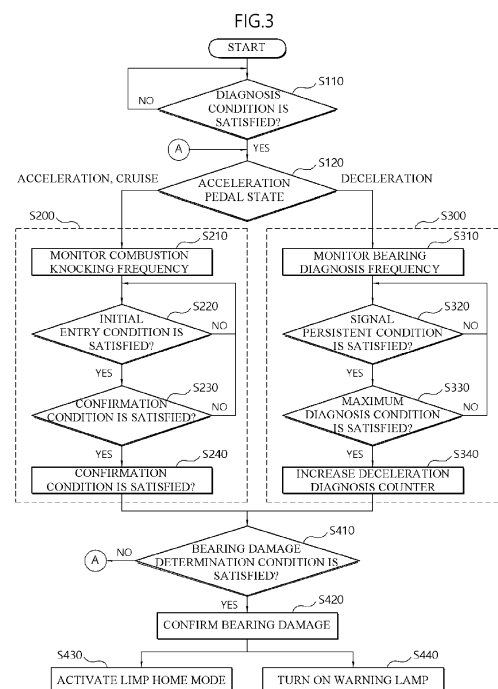 FIG.3
START
S110
DIAGNOSIS
CONDITION IS
SATISFIED?
NO
YES
A
S120
ACCELERATION
PEDAL STATE
ACCELERATION, CRUISE
DECELERATION
S200
S210
MONITOR COMBUSTION
KNOCKING FREQUENCY
S220
INITIAL
ENTRY CONDITION IS
SATISFIED?
NO
YES
S230
CONFIRMATION
CONDITION IS SATISFIED?
NO
YES
S240
CONFIRMATION
CONDITION IS SATISFIED?
S300
S310
MONITOR BEARING
DIAGNOSIS FREQUENCY
S320
SIGNAL
PERSISTENT CONDITION
IS SATISFIED?
NO
YES
S330
MAXIMUM
DIAGNOSIS CONDITION
IS SATISFIED?
NO
YES
S340
INCREASE DECELERATION
DIAGNOSIS COUNTER
S410
BEARING DAMAGE
DETERMINATION CONDITION IS
SATISFIED?
NO
A
YES
S420
CONFIRM BEARING DAMAGE
S430
ACTIVATE LIMP HOME MODE
S440
TURN ON WARNING LAMP